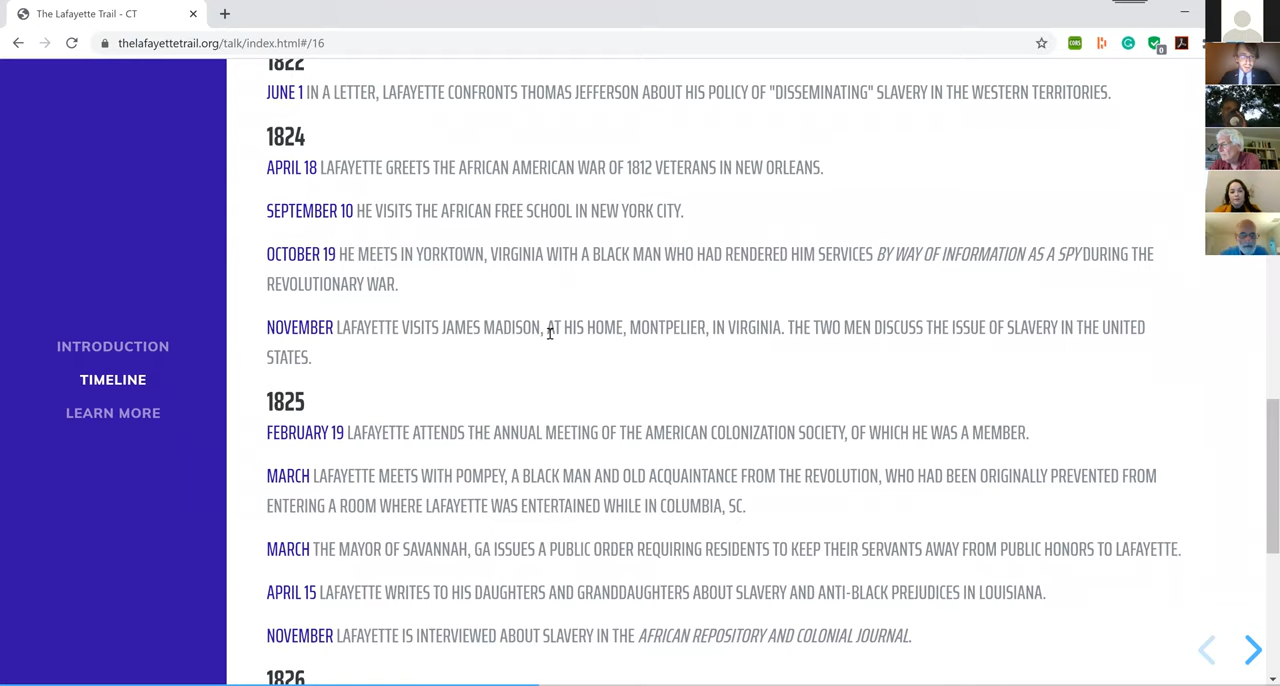 The Lafayette Trail - CT
thelafayettetrail.org/talk/index.html#/16
CORS
0
1822
JUNE 1 IN A LETTER, LAFAYETTE CONFRONTS THOMAS JEFFERSON ABOUT HIS POLICY OF "DISSEMINATING" SLAVERY IN THE WESTERN TERRITORIES.
1824
APRIL 18 LAFAYETTE GREETS THE AFRICAN AMERICAN WAR OF 1812 VETERANS IN NEW ORLEANS.
SEPTEMBER 10 HE VISITS THE AFRICAN FREE SCHOOL IN NEW YORK CITY.
OCTOBER 19 HE MEETS IN YORKTOWN, VIRGINIA WITH A BLACK MAN WHO HAD RENDERED HIM SERVICES BY WAY OF INFORMATION AS A SPY DURING THE
REVOLUTIONARY WAR.
NOVEMBER LAFAYETTE VISITS JAMES MADISON, AT HIS HOME, MONTPELIER, IN VIRGINIA. THE TWO MEN DISCUSS THE ISSUE OF SLAVERY IN THE UNITED
STATES.
1825
FEBRUARY 19 LAFAYETTE ATTENDS THE ANNUAL MEETING OF THE AMERICAN COLONIZATION SOCIETY, OF WHICH HE WAS A MEMBER.
MARCH LAFAYETTE MEETS WITH POMPEY, A BLACK MAN AND OLD ACQUAINTANCE FROM THE REVOLUTION, WHO HAD BEEN ORIGINALLY PREVENTED FROM
ENTERING A ROOM WHERE LAFAYETTE WAS ENTERTAINED WHILE IN COLUMBIA, SC.
MARCH THE MAYOR OF SAVANNAH, GA ISSUES A PUBLIC ORDER REQUIRING RESIDENTS TO KEEP THEIR SERVANTS AWAY FROM PUBLIC HONORS TO LAFAYETTE.
APRIL 15 LAFAYETTE WRITES TO HIS DAUGHTERS AND GRANDDAUGHTERS ABOUT SLAVERY AND ANTI-BLACK PREJUDICES IN LOUISIANA.
NOVEMBER LAFAYETTE IS INTERVIEWED ABOUT SLAVERY IN THE AFRICAN REPOSITORY AND COLONIAL JOURNAL.
1826
INTRODUCTION
TIMELINE
LEARN MORE